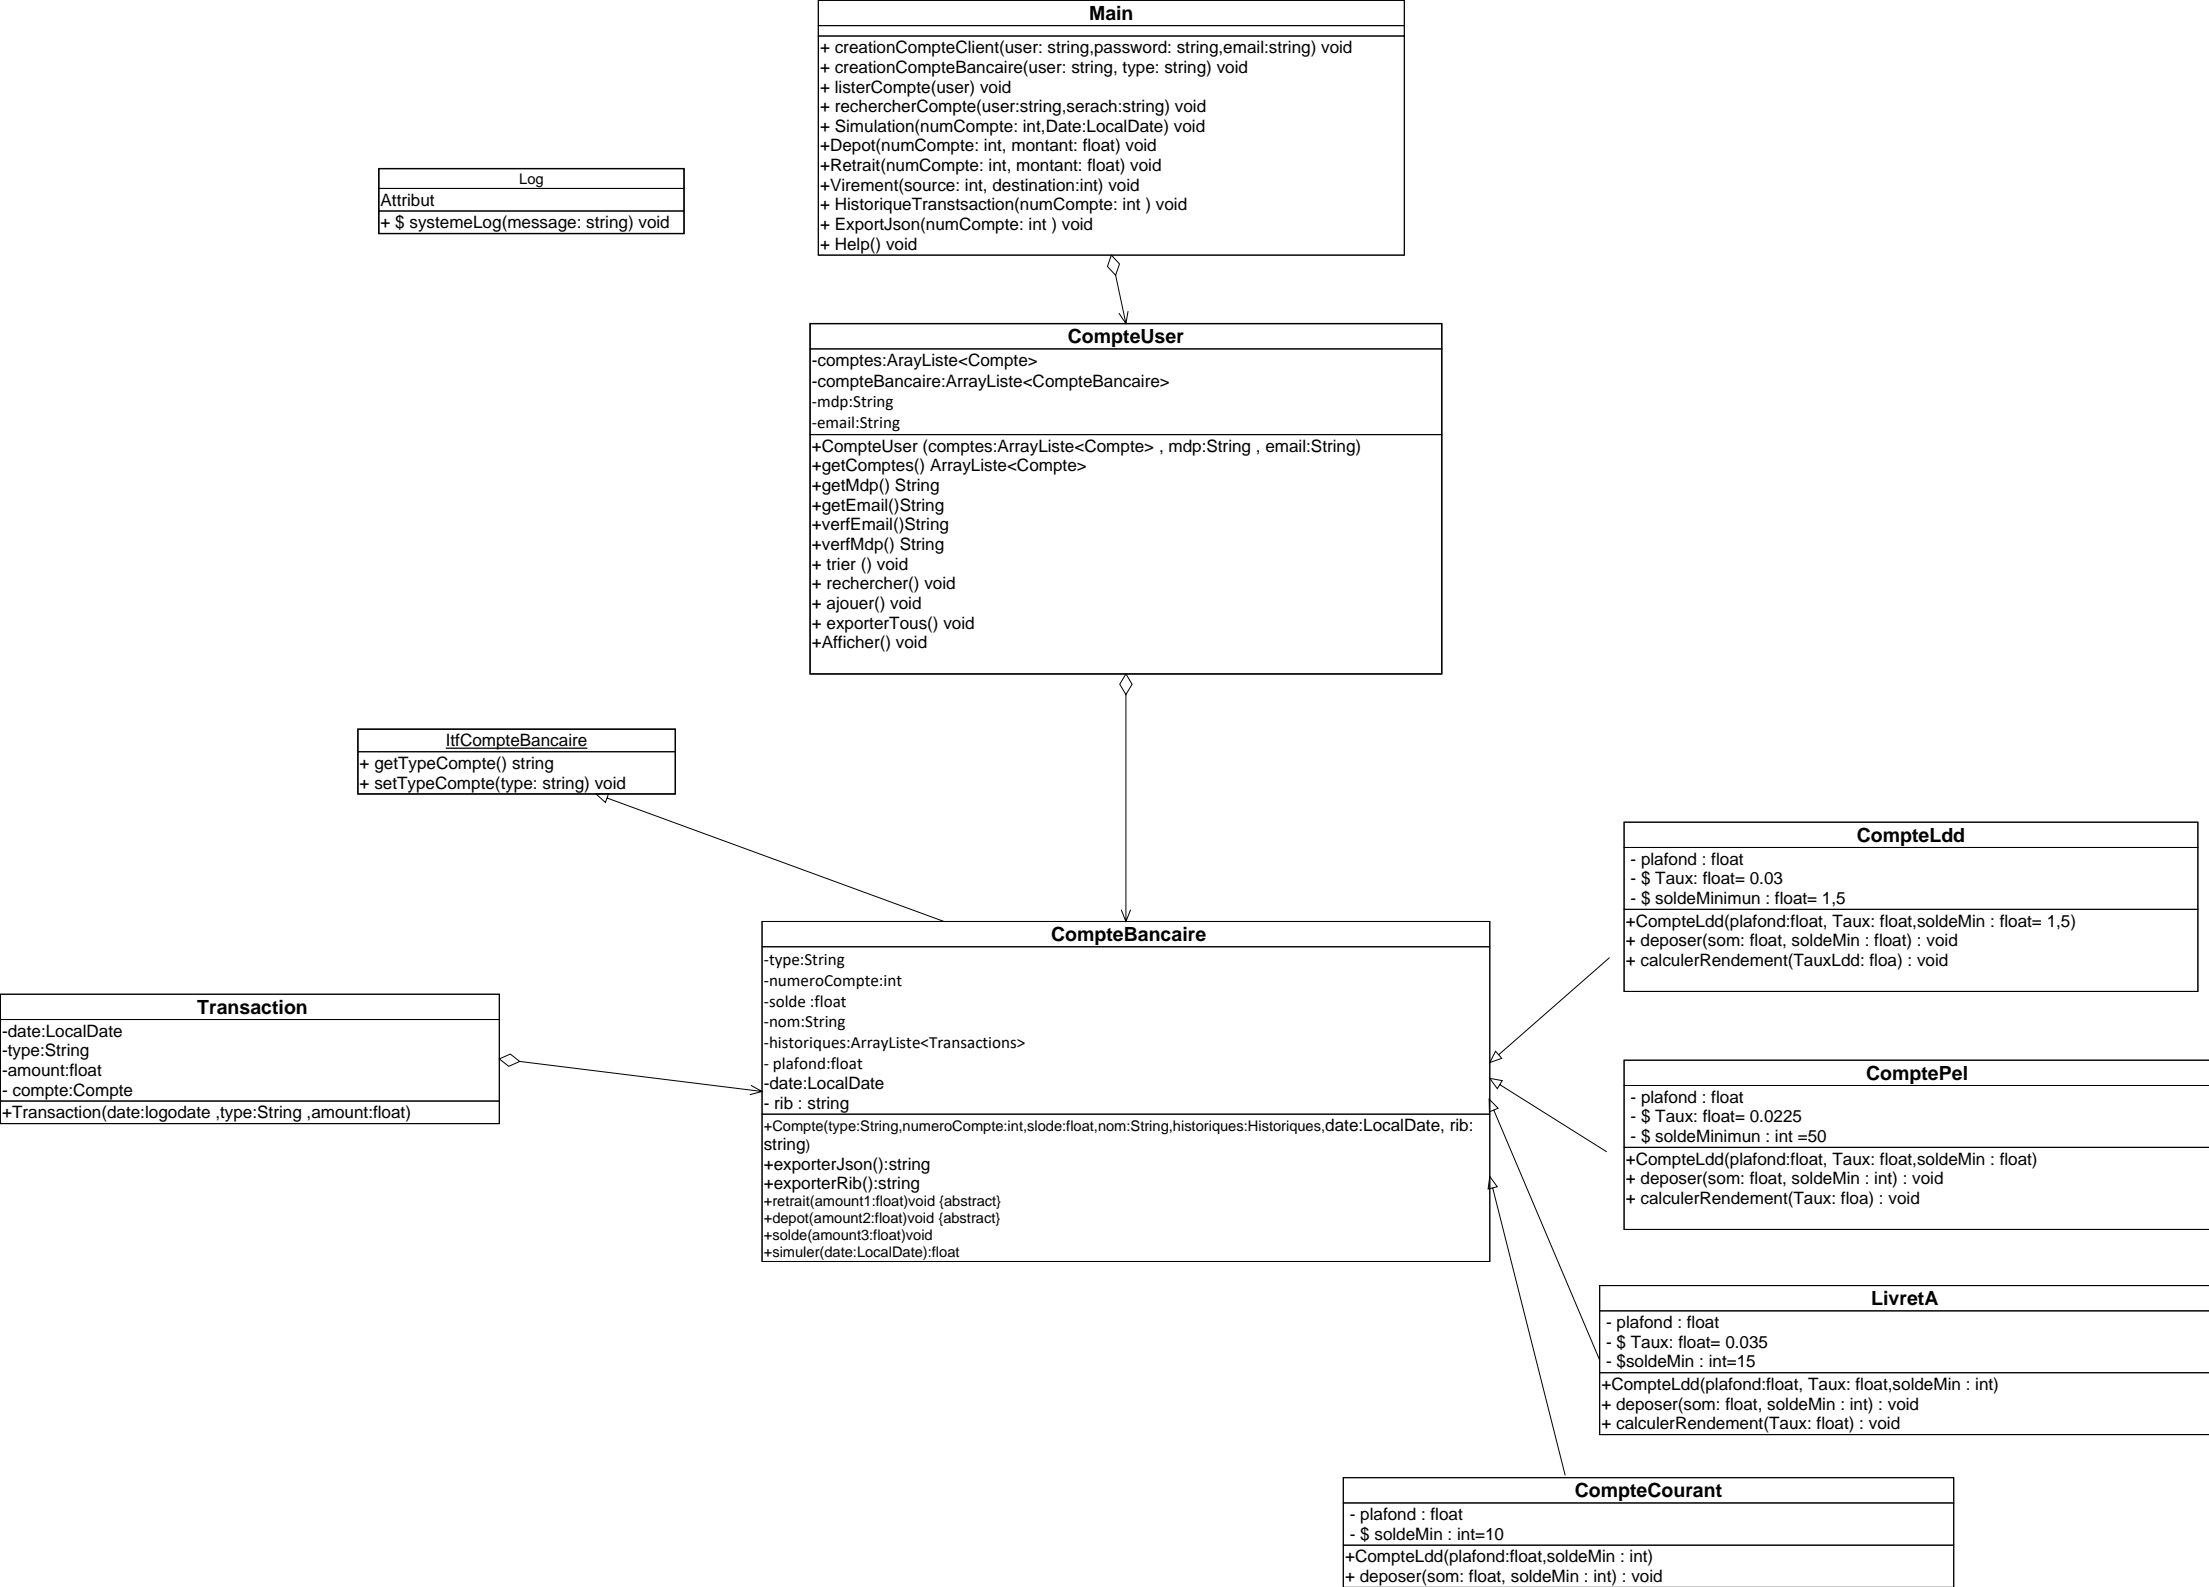 Main
+ creationCompteClient(user: string,password: string,email:string) void
+ creationCompteBancaire(user: string, type: string) void
+ listerCompte(user) void
+ rechercherCompte(user:string,serach:string) void
+ Simulation(numCompte: int,Date:LocalDate) void
+Depot(numCompte: int, montant: float) void
+Retrait(numCompte: int, montant: float) void
+Virement(source: int, destination:int) void
+ HistoriqueTranstsaction(numCompte: int ) void
+ ExportJson(numCompte: int ) void
+ Help() void
Log
Attribut
+ $ systemeLog(message: string) void
CompteUser
-comptes:ArayListe<Compte>
-compteBancaire:ArrayListe<CompteBancaire>
-mdp:String
-email:String
+CompteUser (comptes:ArrayListe<Compte> , mdp:String , email:String)
+getComptes() ArrayListe<Compte>
+getMdp() String
+getEmail()String
+verfEmail()String
+verfMdp() String
+ trier () void
+ rechercher() void
+ ajouer() void
+ exporterTous() void
+Afficher() void
ItfCompteBancaire
+ getTypeCompte() string
+ setTypeCompte(type: string) void
CompteBancaire
-type:String
-numeroCompte:int
-solde :float
-nom:String
-historiques:ArrayListe<Transactions>
- plafond:float
-date:LocalDate
- rib : string
+Compte(type:String,numeroCompte:int,slode:float,nom:String,historiques:Historiques,date:LocalDate, rib:
string)
+exporterJson():string
+exporterRib():string
+retrait(amount1:float)void {abstract}
+depot(amount2:float)void {abstract}
+solde(amount3:float)void
+simuler(date:LocalDate):float
Transaction
-date:LocalDate
-type:String
-amount:float
- compte:Compte
+Transaction(date:logodate ,type:String ,amount:float)
CompteLdd
- plafond : float
- $ Taux: float= 0.03
- $ soldeMinimun : float= 1,5
+CompteLdd(plafond:float, Taux: float,soldeMin : float= 1,5)
+ deposer(som: float, soldeMin : float) : void
+ calculerRendement(TauxLdd: floa) : void
ComptePel
- plafond : float
- $ Taux: float= 0.0225
- $ soldeMinimun : int =50
+CompteLdd(plafond:float, Taux: float,soldeMin : float)
+ deposer(som: float, soldeMin : int) : void
+ calculerRendement(Taux: floa) : void
LivretA
- plafond : float
- $ Taux: float= 0.035
- $soldeMin : int=15
+CompteLdd(plafond:float, Taux: float,soldeMin : int)
+ deposer(som: float, soldeMin : int) : void
+ calculerRendement(Taux: float) : void
CompteCourant
- plafond : float
- $ soldeMin : int=10
+CompteLdd(plafond:float,soldeMin : int)
+ deposer(som: float, soldeMin : int) : void